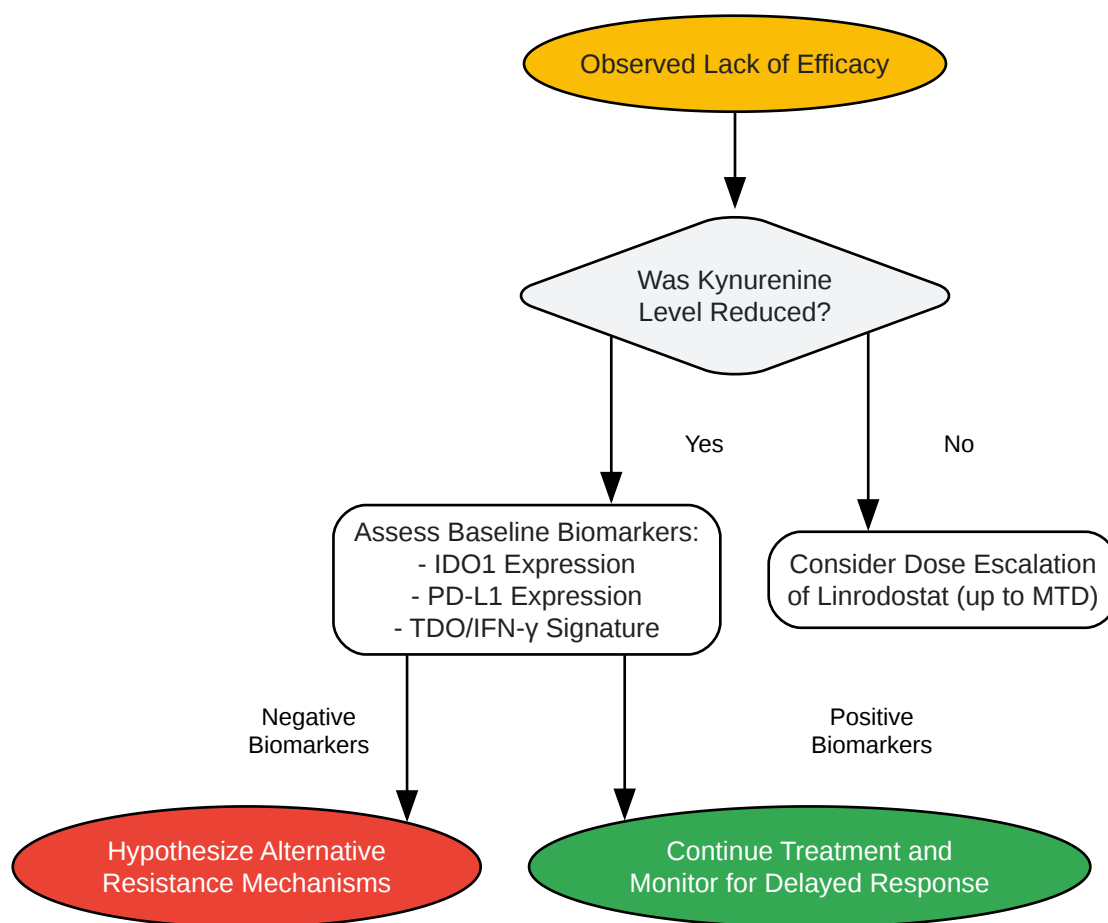 Observed Lack of Efficacy
Was Kynurenine
Level Reduced?
Yes
No
Assess Baseline Biomarkers:
- IDO1 Expression
- PD-L1 Expression
- TDO/IFN-γ Signature
Consider Dose Escalation
of Linrodostat (up to MTD)
Negative
Biomarkers
Positive
Biomarkers
Hypothesize Alternative
Resistance Mechanisms
Continue Treatment and
Monitor for Delayed Response